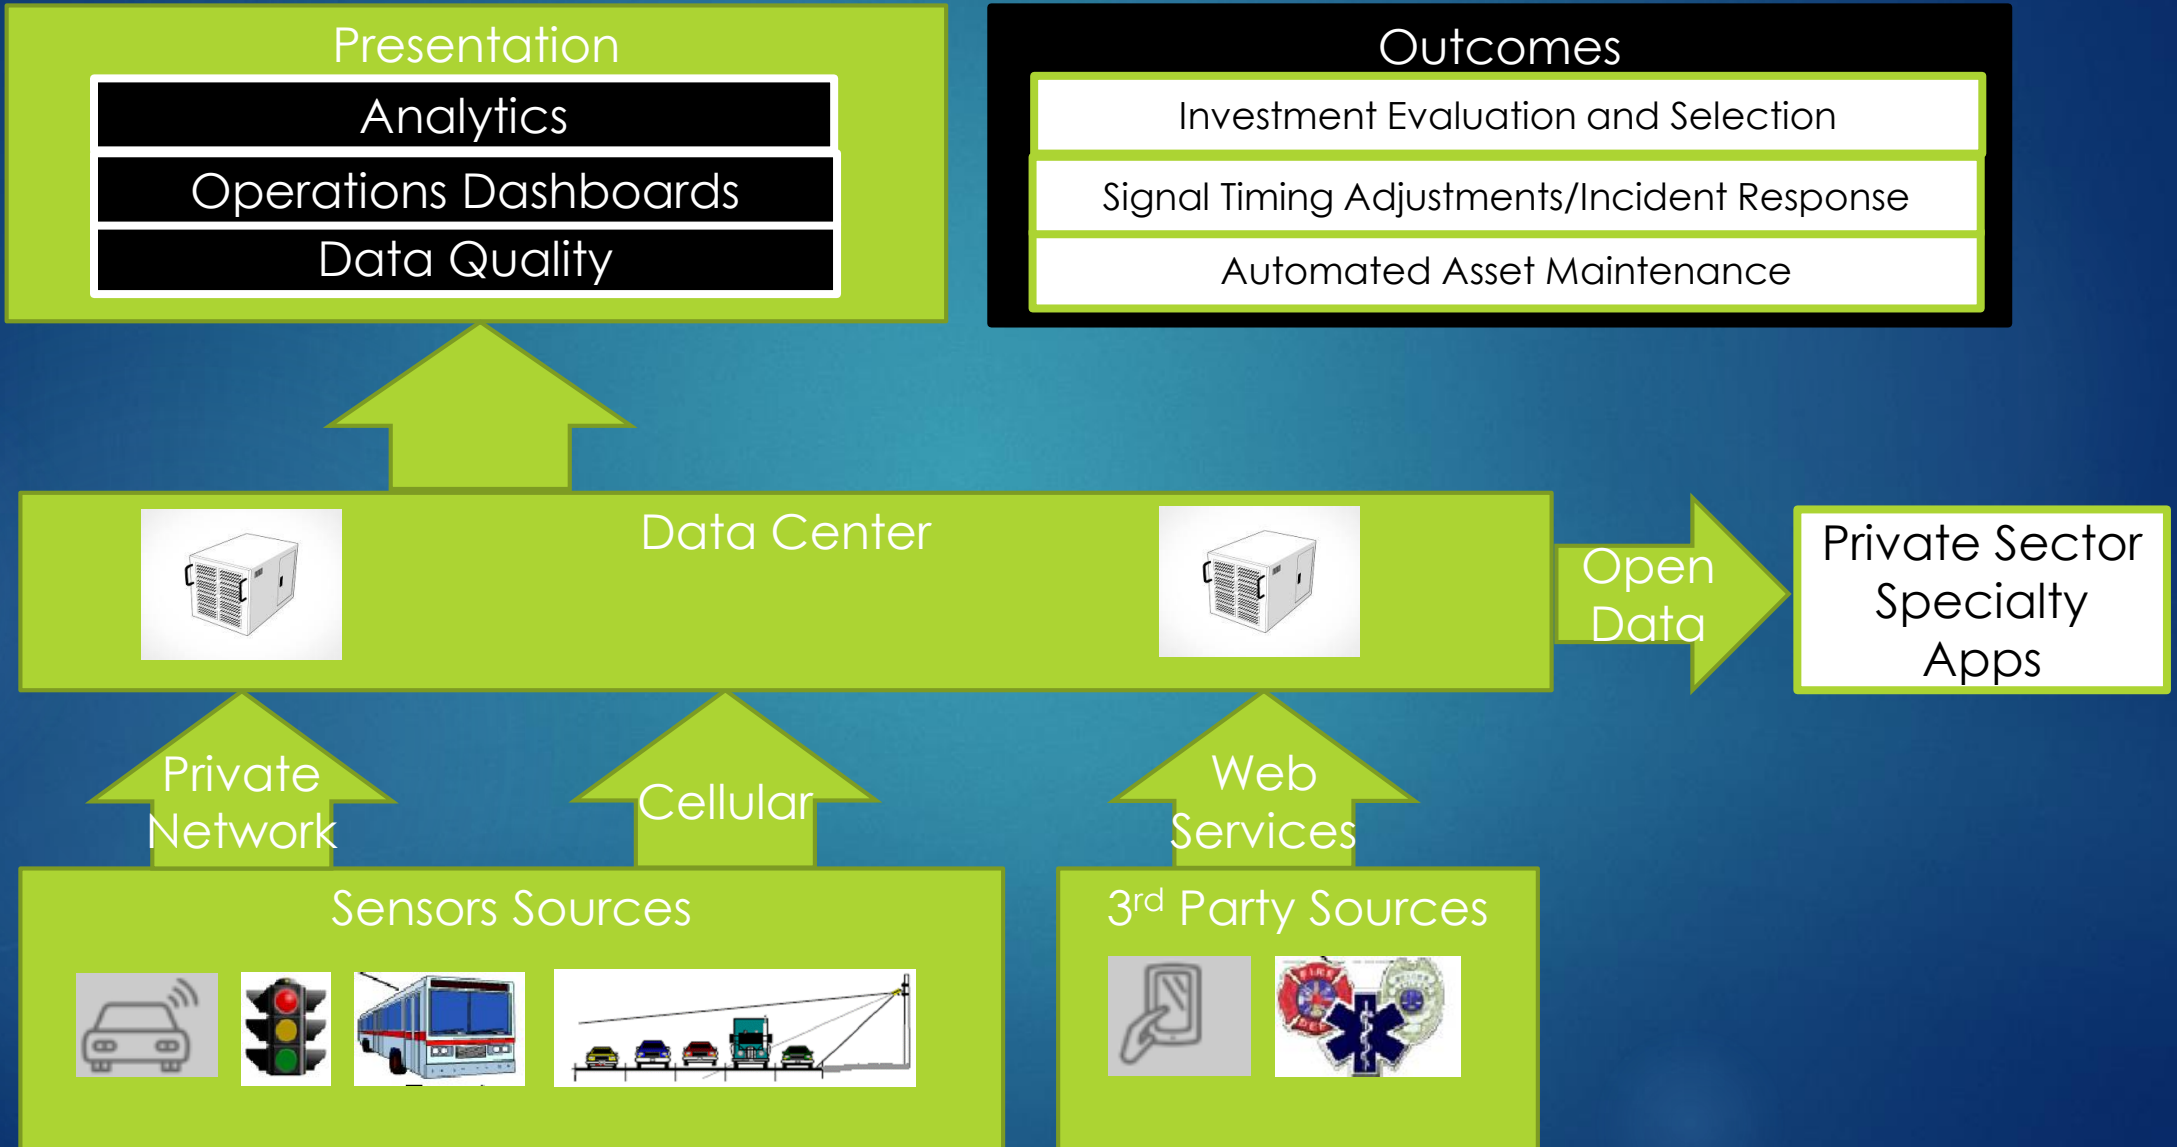 Presentation
Analytics
Operations Dashboards
Data Quality
Outcomes
Investment Evaluation and Selection
Signal Timing Adjustments/Incident Response
Automated Asset Maintenance
Data Center
Open
Data
Private Sector
Specialty
Apps
Private
Network
Cellular
Web
Services
Sensors Sources
3rd Party Sources
FIRE